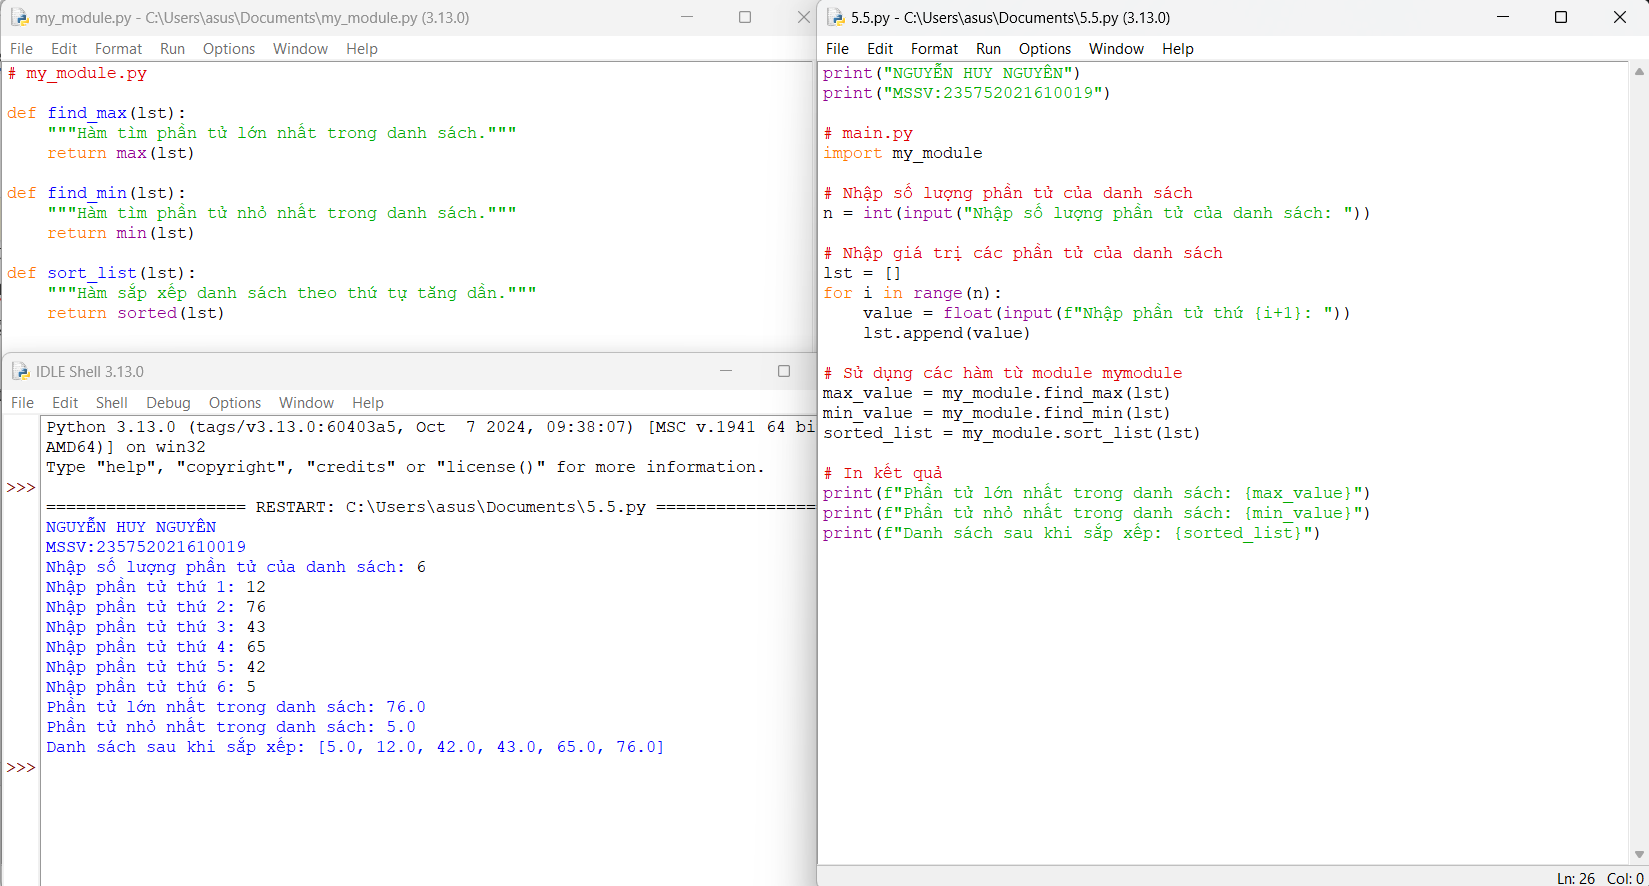 my_module.py - C:\Users\asus\Documents\my_module.py (3.13.0)
File Edit Format Run Options Window Help
# my_module.py
def find_max(lst):
"""Hàm tìm phần tử lớn nhất trong danh sách."""
return max(lst)
def find_min(lst):
"""Hàm tìm phần tử nhỏ nhất trong danh sách."""
return min(lst)
def sort_list(lst):
"""Hàm sắp xếp danh sách theo thứ tự tăng dần."""
return sorted(lst)
IDLE Shell 3.13.0
File Edit Shell Debug Options Window Help
Python 3.13.0 (tags/v3.13.0:60403a5, Oct  7 2024, 09:38:07) [MSC v.1941 64 bi
AMD64)] on win32
Type "help", "copyright", "credits" or "license()" for more information.
>>>
==================== RESTART: C:\Users\asus\Documents\5.5.py ================
NGUYỄN HUY NGUYÊN
MSSV:235752021610019
Nhập số lượng phần tử của danh sách: 6
Nhập phần tử thứ 1: 12
Nhập phần tử thứ 2: 76
Nhập phần tử thứ 3: 43
Nhập phần tử thứ 4: 65
Nhập phần tử thứ 5: 42
Nhập phần tử thứ 6: 5
Phần tử lớn nhất trong danh sách: 76.0
Phần tử nhỏ nhất trong danh sách: 5.0
Danh sách sau khi sắp xếp: [5.0, 12.0, 42.0, 43.0, 65.0, 76.0]
>>>
5.5.py - C:\Users\asus\Documents\5.5.py (3.13.0)
File Edit Format Run Options Window Help
print("NGUYỄN HUY NGUYÊN")
print("MSSV:235752021610019")
# main.py
import my_module
# Nhập số lượng phần tử của danh sách
n = int(input("Nhập số lượng phần tử của danh sách: "))
# Nhập giá trị các phần tử của danh sách
lst = []
for i in range(n):
value = float(input(f"Nhập phần tử thứ {i+1}: "))
lst.append(value)
# Sử dụng các hàm từ module mymodule
max_value = my_module.find_max(lst)
min_value = my_module.find_min(lst)
sorted_list = my_module.sort_list(lst)
# In kết quả
print(f"Phần tử lớn nhất trong danh sách: {max_value}")
print(f"Phần tử nhỏ nhất trong danh sách: {min_value}")
print(f"Danh sách sau khi sắp xếp: {sorted_list}")
Ln: 26 Col: 0